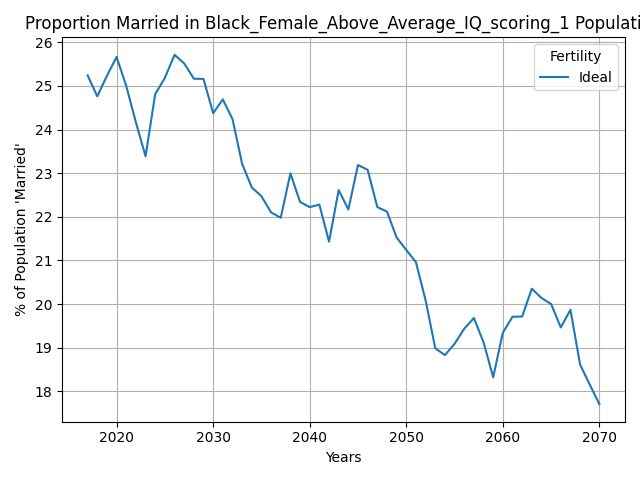 Proportion Married in Black_Female_Above_Average_IQ_scoring_1 Populati
Fertility
Ideal
26
25
24
23
22
21
20
19
18
% of Population 'Married'
2020 2030 2040 2050 2060 2070
Years